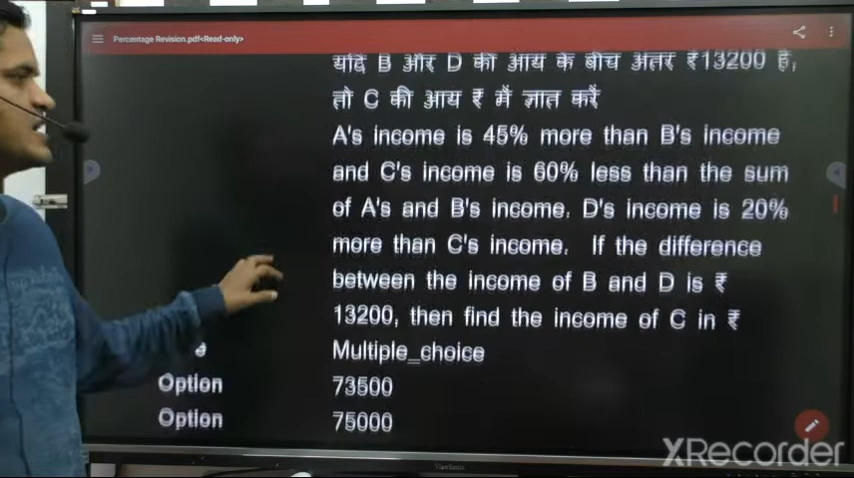 Percentage Revision.pdf<Read-only>
यदि B और D की आय के बीच अंतर ₹13200 है,
तो C की आय ₹ में ज्ञात करें
A's income is 45% more than B's income
and C's income is 60% less than the sum
of A's and B's income. D's income is 20%
more than C's income. If the difference
between the income of B and D is ₹
13200, then find the income of C in ₹
e Multiple_choice
Option 73500
Option 75000
ViewSonic
XRecorder